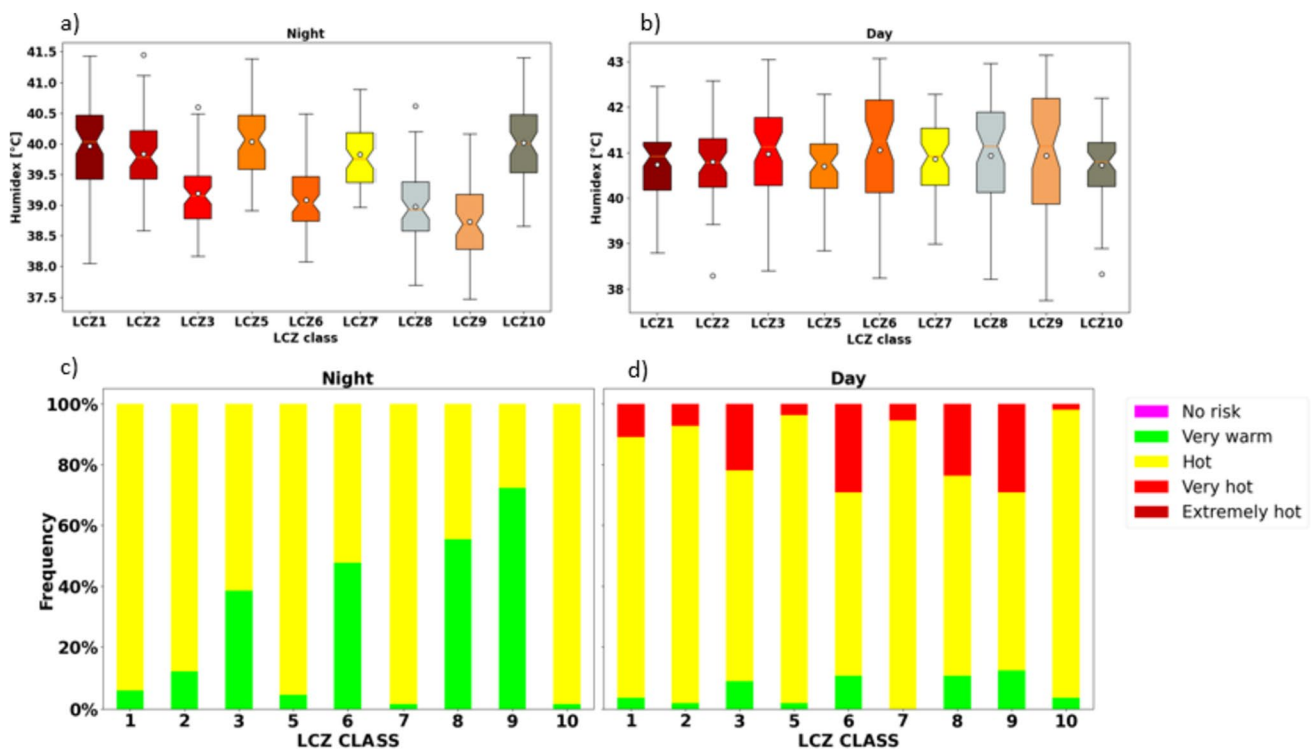 a)
Night
41.5
41.0
40.5
40.0
39.5
39.0
38.5
38.0
37.5
Humidex [°C]
LCZ1 LCZ2 LCZ3 LCZ5 LCZ6 LCZ7 LCZ8 LCZ9 LCZ10
LCZ class
b)
Day
43
42
41
40
39
38
Humidex [°C]
LCZ1 LCZ2 LCZ3 LCZ5 LCZ6 LCZ7 LCZ8 LCZ9 LCZ10
LCZ class
c)
Night
100%
80%
60%
40%
20%
0%
Frequency
1 2 3 5 6 7 8 9 10
LCZ CLASS
d)
Day
1 2 3 5 6 7 8 9 10
LCZ CLASS
No risk
Very warm
Hot
Very hot
Extremely hot